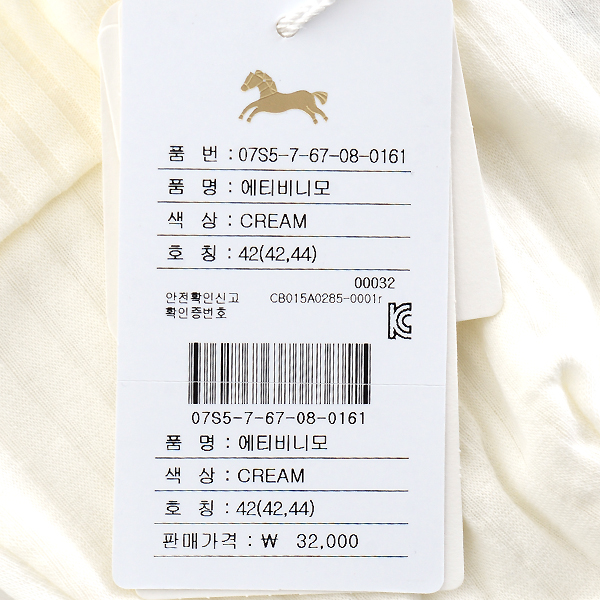 품 번 : 07S5-7-67-08-0161
품 명 : 에티비니모
색 상 : CREAM
호 칭 : 42(42,44)
00032
안전확인신고 CB015A0285-0001r
확인증번호
07S5-7-67-08-0161
품 명 : 에티비니모
색 상 : CREAM
호 칭 : 42(42,44)
판매가격 : ₩ 32,000